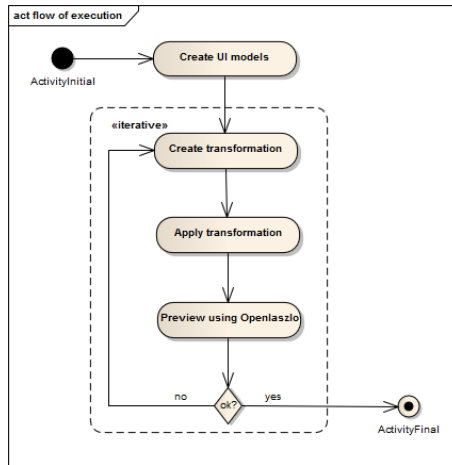 act flow of execution
Create UI models
ActivityInitial
«iterative»
Create transformation
Apply transformation
Preview using Openlaszlo
no
ok?
yes
ActivityFinal